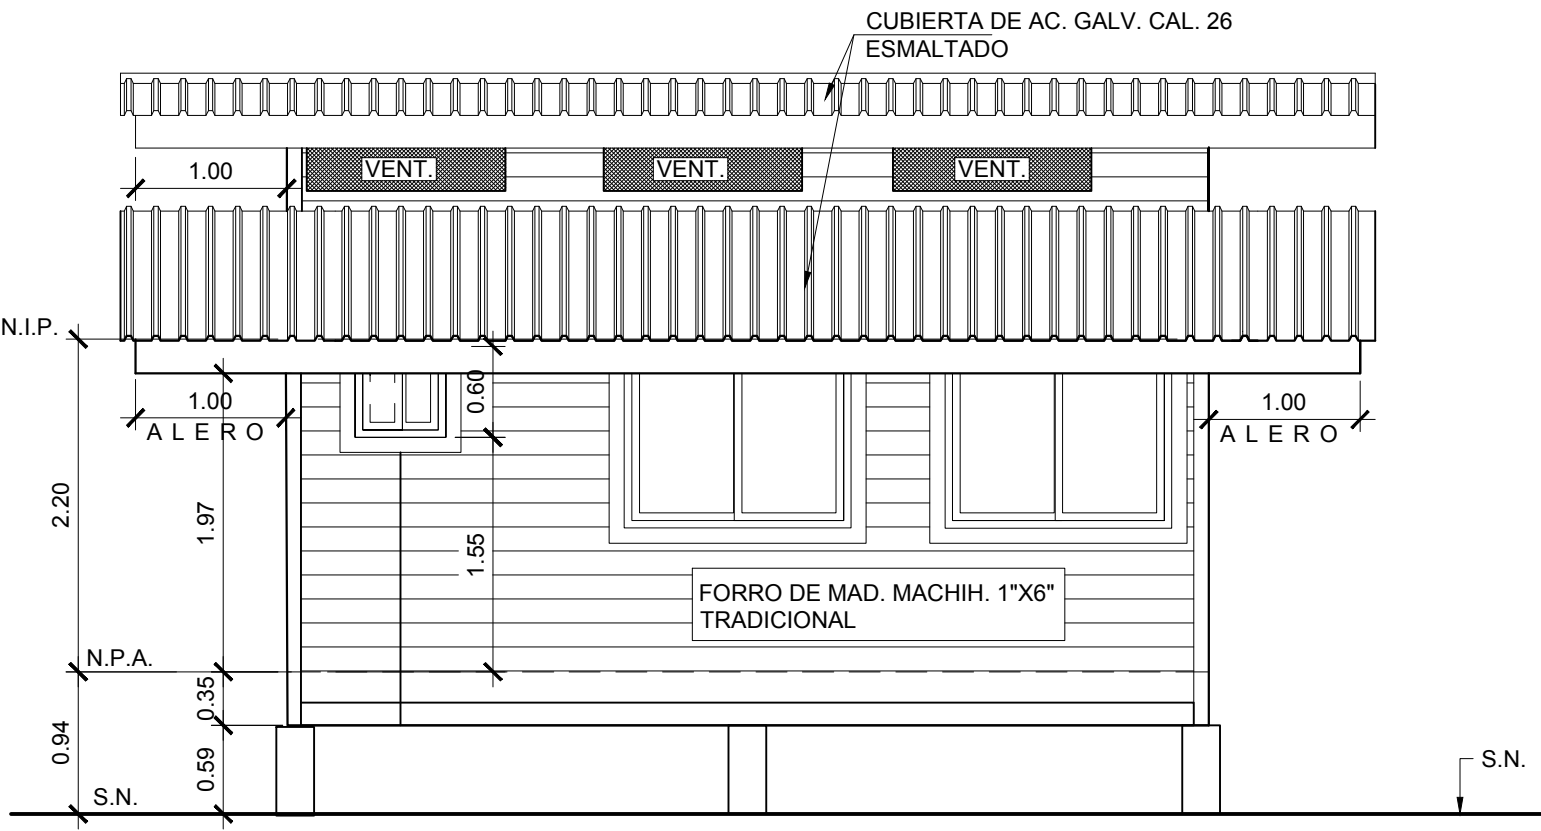 CUBIERTA DE AC. GALV. CAL. 26
ESMALTADO
VENT.
VENT.
VENT.
1.00
N.I.P.
0.60
1.00
A L E R O
1.00
A L E R O
2.20
1.97
1.55
FORRO DE MAD. MACHIH. 1"X6"
TRADICIONAL
N.P.A.
0.35
0.94
0.59
S.N.
S.N.